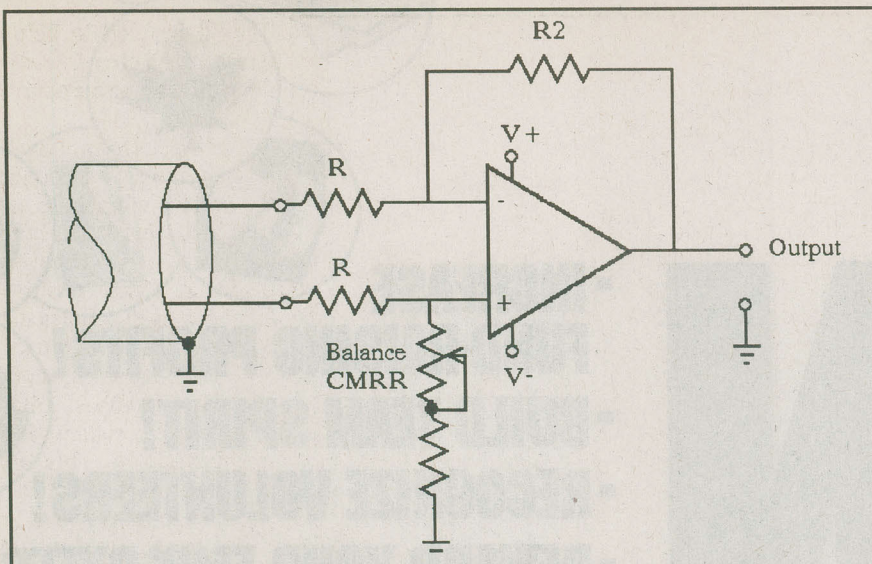 R2
V+
R
-
Output
R
+
Balance
CMRR
V-